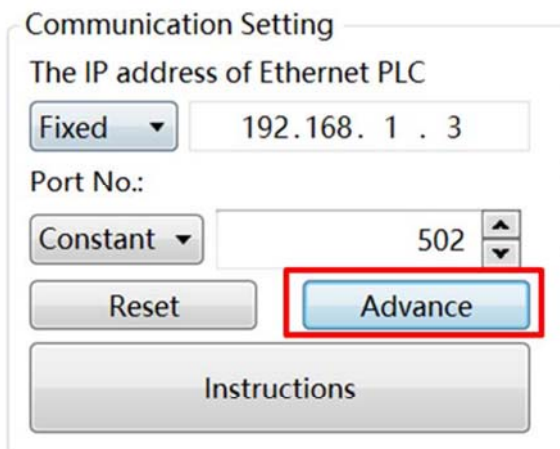 Communication Setting
The IP address of Ethernet PLC
Fixed 192.168. 1 . 3
Port No.:
Constant 502
Reset Advance
Instructions